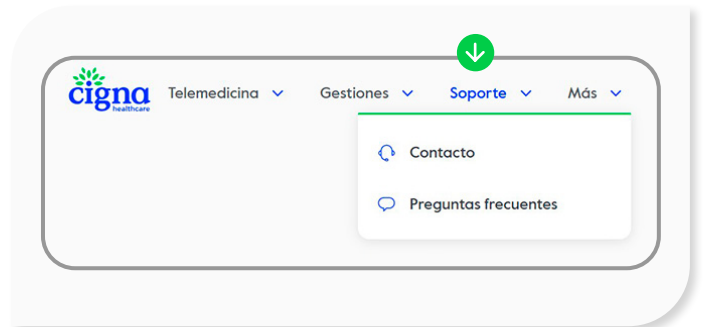 cigna
healthcare
Telemedicina Gestiones Soporte Más
Contacto
Preguntas frecuentes